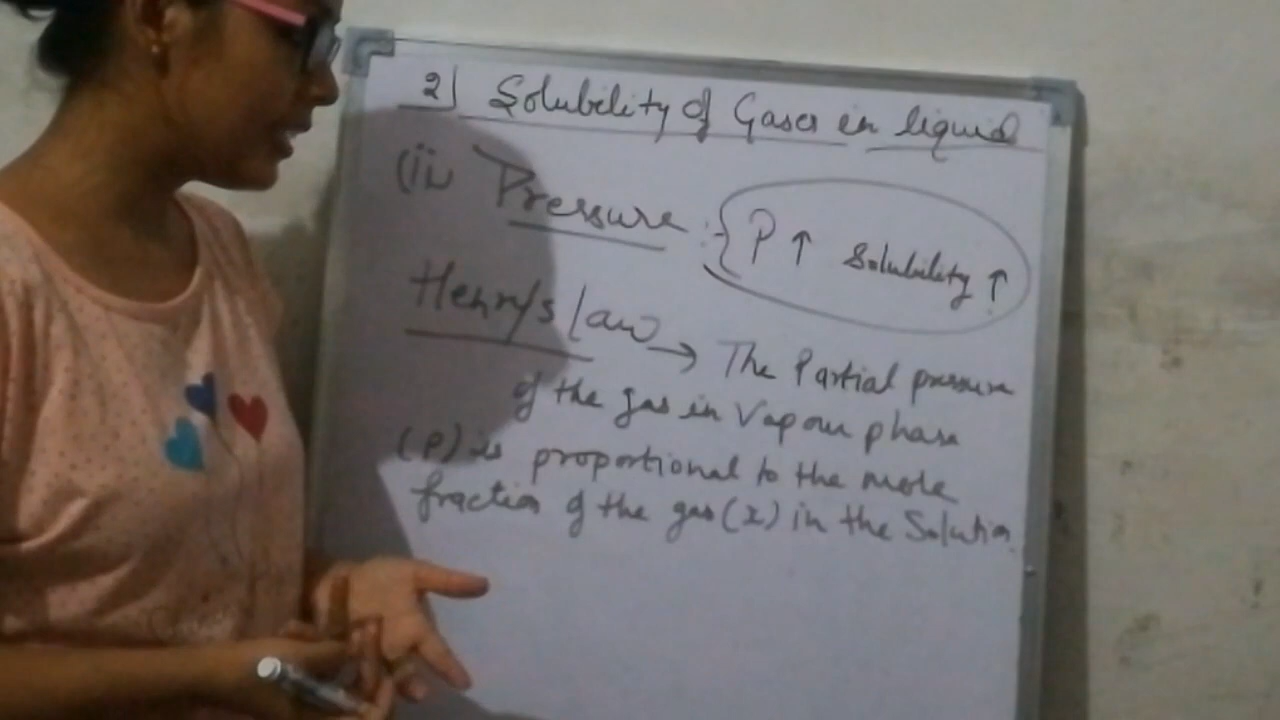 2) Solubility of Gases in liquid
(ii) Pressure : { P ↑ Solubility ↑
Henry's law → The Partial pressure
of the gas in Vapour phase
(P) is proportional to the mole
fraction of the gas (x) in the Solution.